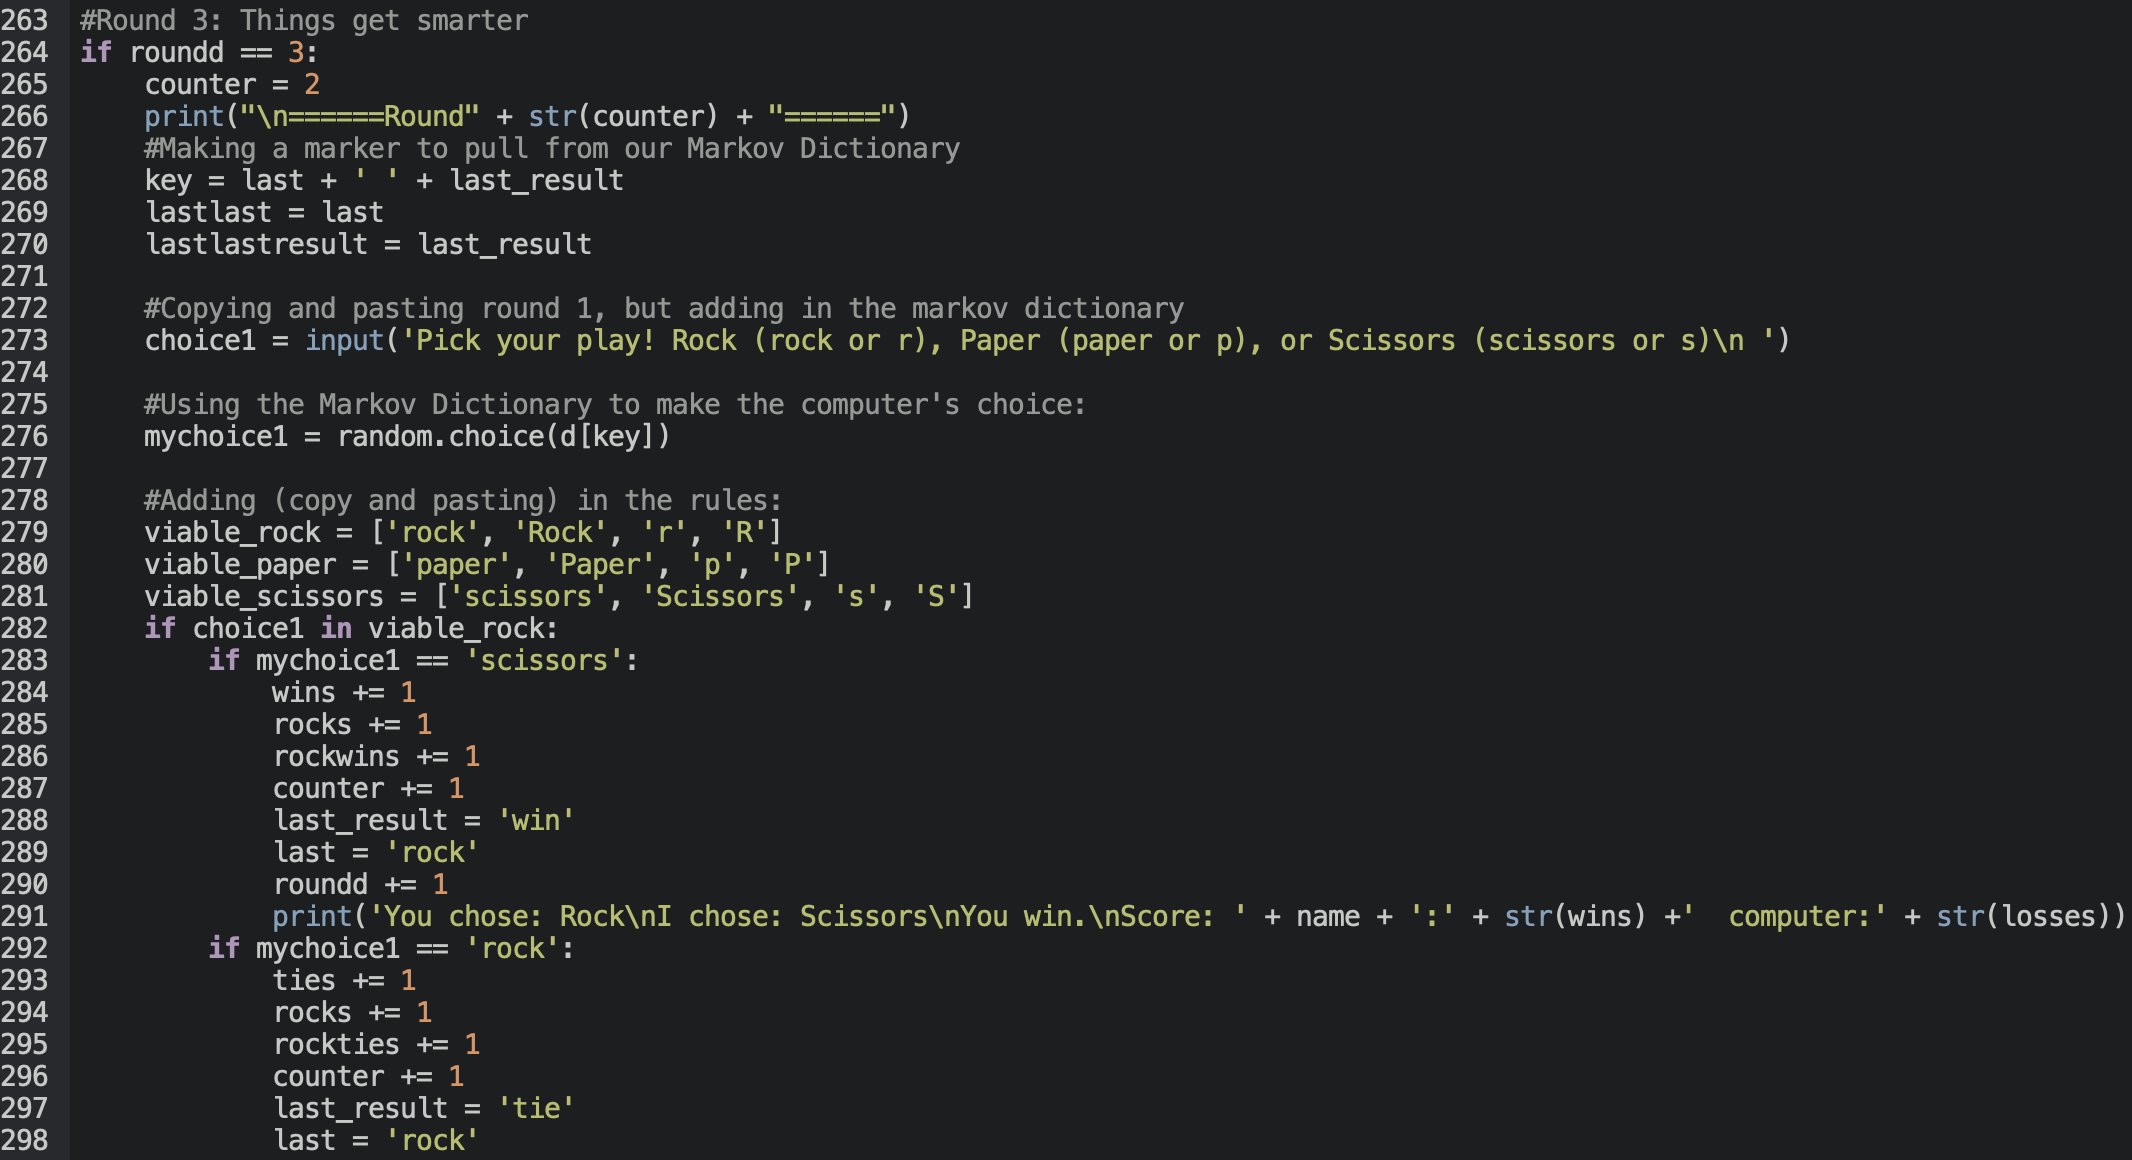 263 #Round 3: Things get smarter
264 if roundd == 3:
265     counter = 2
266     print("\n======Round" + str(counter) + "======")
267     #Making a marker to pull from our Markov Dictionary
268     key = last + ' ' + last_result
269     lastlast = last
270     lastlastresult = last_result
271
272     #Copying and pasting round 1, but adding in the markov dictionary
273     choice1 = input('Pick your play! Rock (rock or r), Paper (paper or p), or Scissors (scissors or s)\n ')
274
275     #Using the Markov Dictionary to make the computer's choice:
276     mychoice1 = random.choice(d[key])
277
278     #Adding (copy and pasting) in the rules:
279     viable_rock = ['rock', 'Rock', 'r', 'R']
280     viable_paper = ['paper', 'Paper', 'p', 'P']
281     viable_scissors = ['scissors', 'Scissors', 's', 'S']
282     if choice1 in viable_rock:
283         if mychoice1 == 'scissors':
284             wins += 1
285             rocks += 1
286             rockwins += 1
287             counter += 1
288             last_result = 'win'
289             last = 'rock'
290             roundd += 1
291             print('You chose: Rock\nI chose: Scissors\nYou win.\nScore: ' + name + ':' + str(wins) +'  computer:' + str(losses))
292         if mychoice1 == 'rock':
293             ties += 1
294             rocks += 1
295             rockties += 1
296             counter += 1
297             last_result = 'tie'
298             last = 'rock'